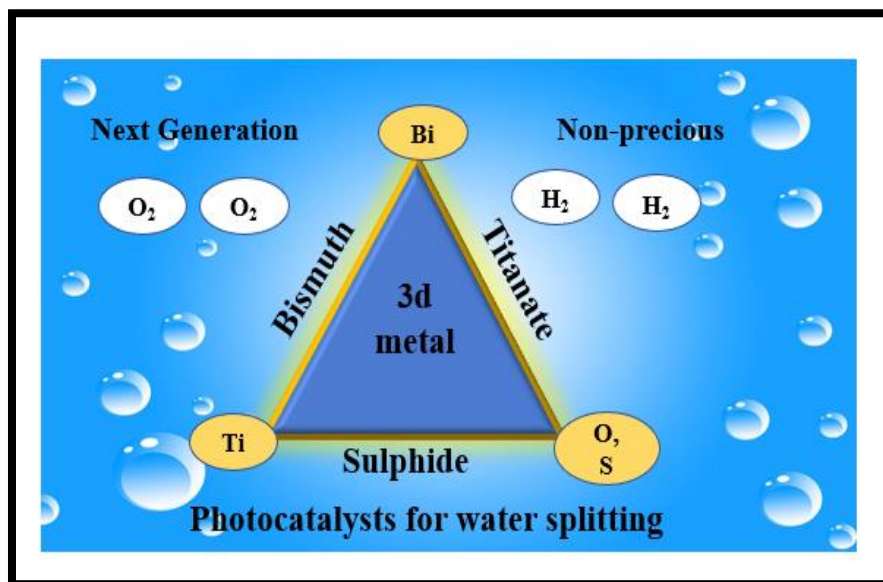 Next Generation
Bi
Non-precious
O₂
O₂
H₂
H₂
Bismuth
Titanate
3d
metal
Ti
O,
S
Sulphide
Photocatalysts for water splitting